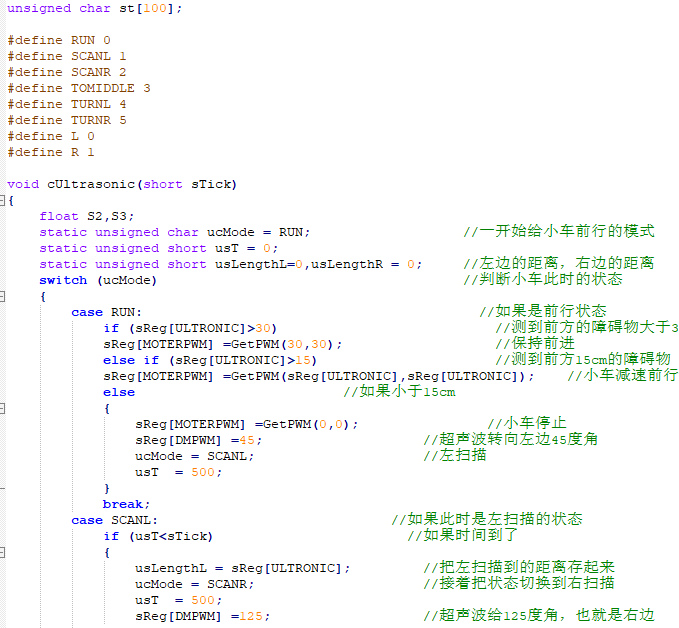 unsigned char st[100];
#define RUN 0
#define SCANL 1
#define SCANR 2
#define TOMIDDLE 3
#define TURNL 4
#define TURNR 5
#define L 0
#define R 1
void cUltrasonic(short sTick)
{
float S2,S3;
static unsigned char ucMode = RUN; //一开始给小车前行的模式
static unsigned short usT = 0;
static unsigned short usLengthL=0,usLengthR = 0; //左边的距离，右边的距离
switch (ucMode) //判断小车此时的状态
{
case RUN: //如果是前行状态
if (sReg[ULTRONIC]>30) //测到前方的障碍物大于3
sReg[MOTERPWM] =GetPWM(30,30); //保持前进
else if (sReg[ULTRONIC]>15) //测到前方15cm的障碍物
sReg[MOTERPWM] =GetPWM(sReg[ULTRONIC],sReg[ULTRONIC]); //小车减速前行
else //如果小于15cm
{
sReg[MOTERPWM] =GetPWM(0,0); //小车停止
sReg[DMPWM] =45; //超声波转向左边45度角
ucMode = SCANL; //左扫描
usT = 500;
}
break;
case SCANL: //如果此时是左扫描的状态
if (usT<sTick) //如果时间到了
{
usLengthL = sReg[ULTRONIC]; //把左扫描到的距离存起来
ucMode = SCANR; //接着把状态切换到右扫描
usT = 500;
sReg[DMPWM] =125; //超声波给125度角，也就是右边